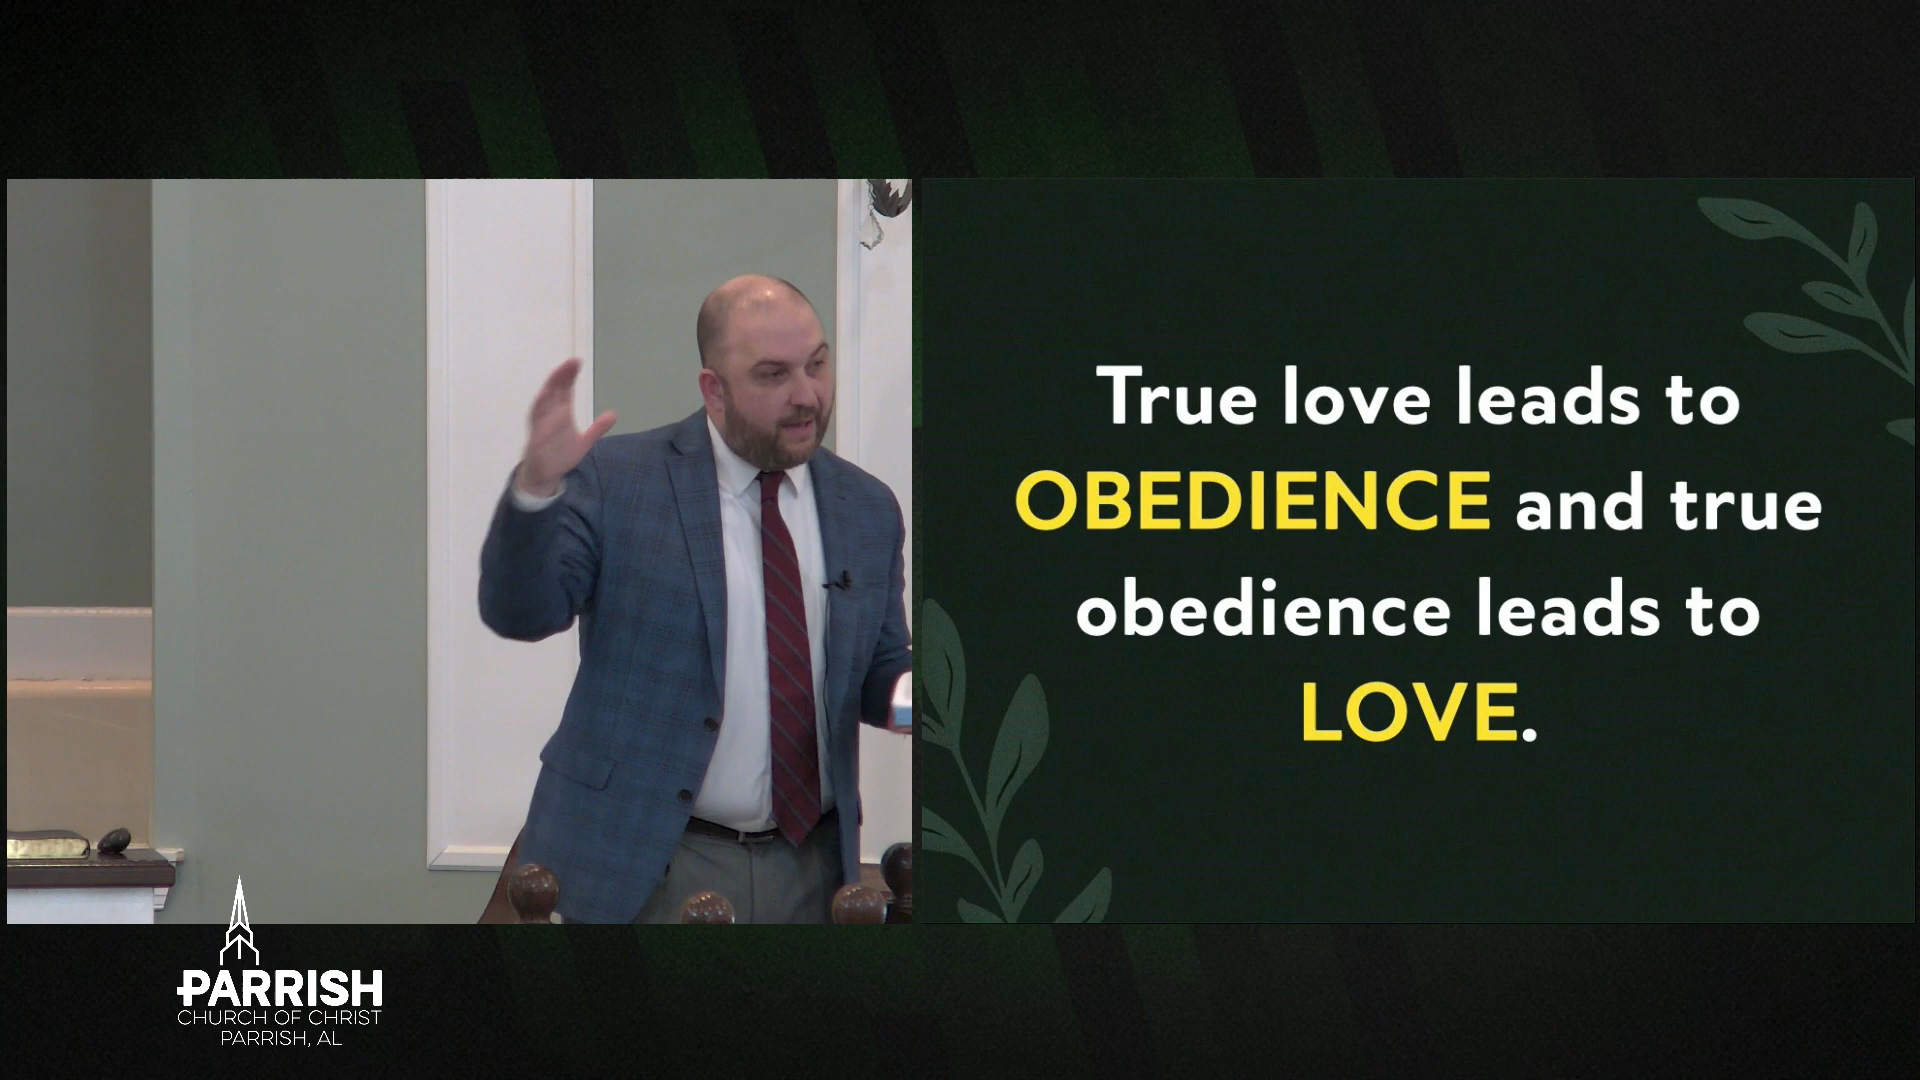 True love leads to
OBEDIENCE and true
obedience leads to
LOVE.
PARRISH
CHURCH OF CHRIST
PARRISH, AL